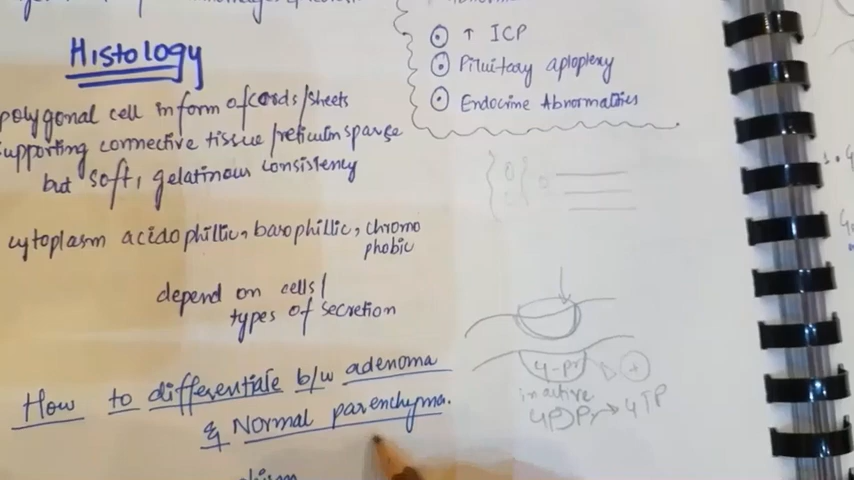 Histology
polygonal cell in form of cords/sheets
supporting connective tissue/reticulin sparse
but soft, gelatinous consistency
cytoplasm acidophillic, basophillic, chromo
phobic
depend on cells/
types of secretion
How to differentiate b/w adenoma
& Normal parenchyma.
↑ ICP
Pituitary aploplexy
Endocrine Abnormalties
inactive